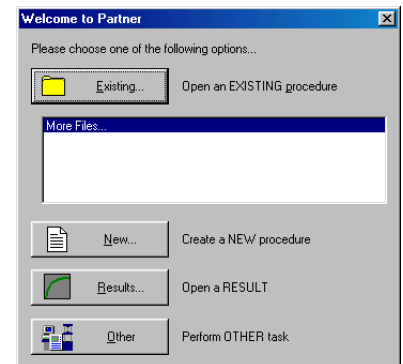 Welcome to Partner
Please choose one of the following options...
Existing... Open an EXISTING procedure
More Files...
New... Create a NEW procedure
Results... Open a RESULT
Other Perform OTHER task